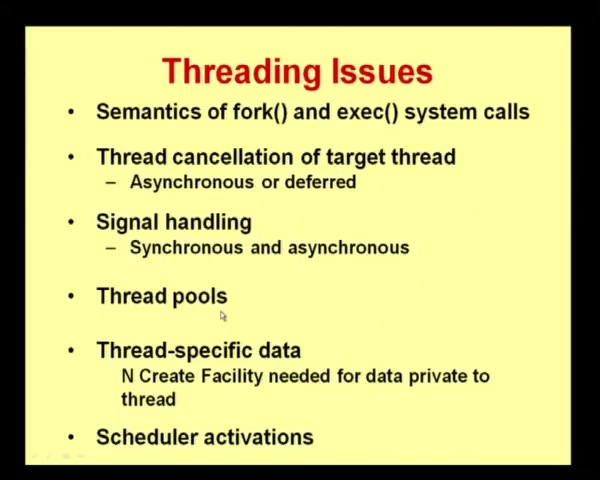 Threading Issues
• Semantics of fork() and exec() system calls
• Thread cancellation of target thread
– Asynchronous or deferred
• Signal handling
– Synchronous and asynchronous
• Thread pools
• Thread-specific data
N Create Facility needed for data private to
thread
• Scheduler activations